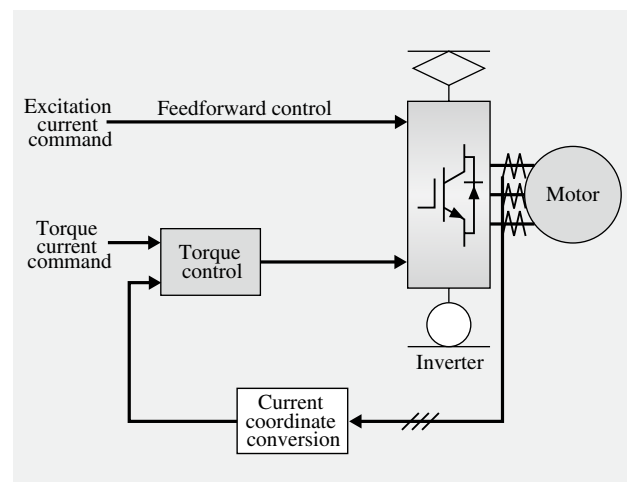 Excitation
current
command
Feedforward control
Motor
Torque
current
command
Torque
control
Inverter
Current
coordinate
conversion